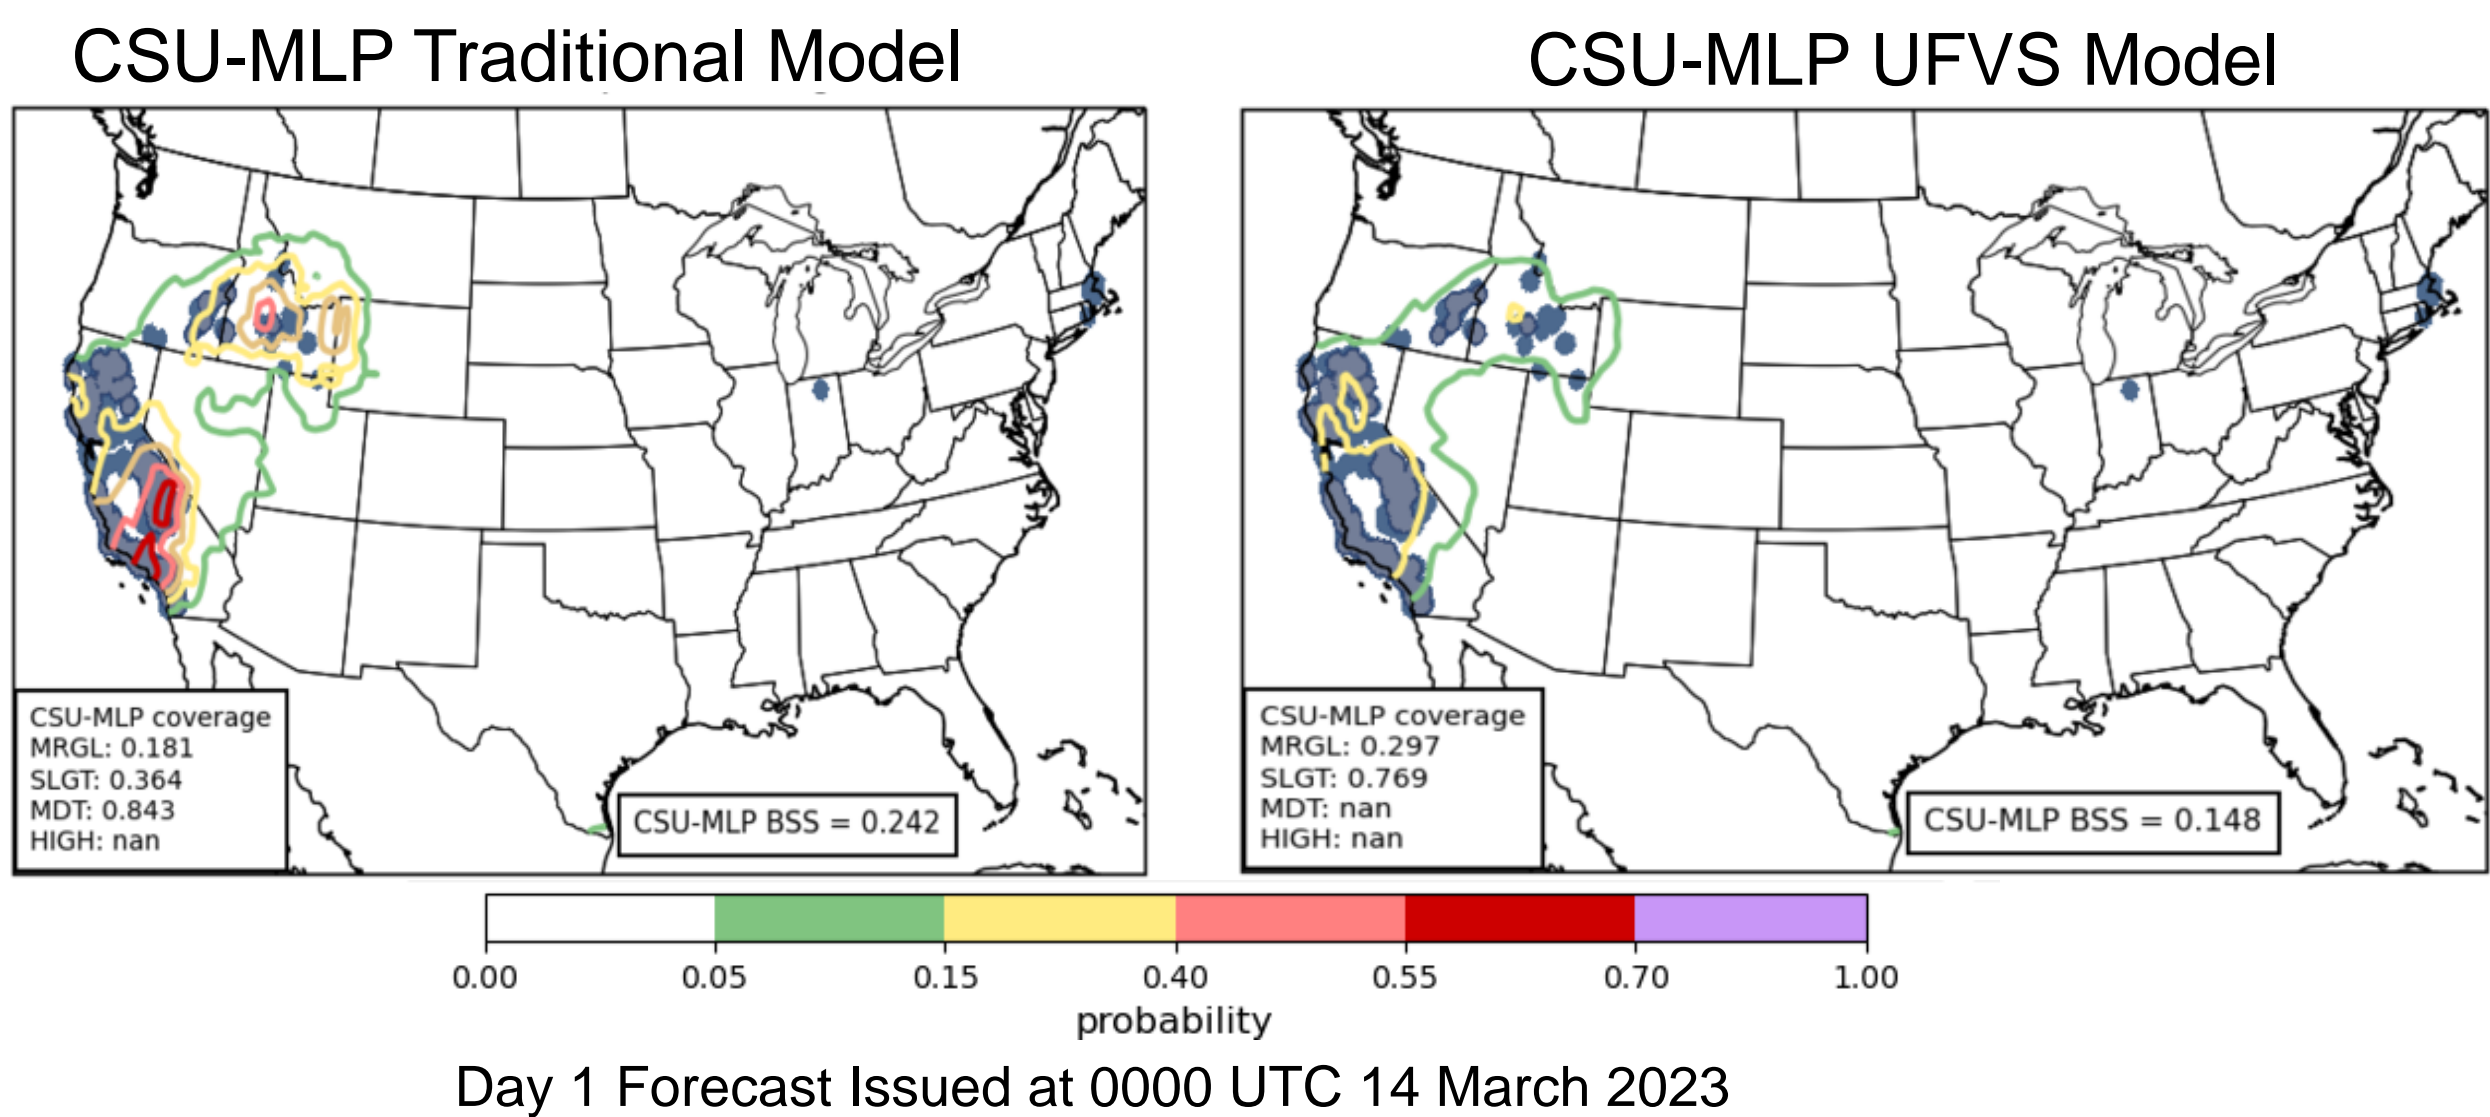 CSU-MLP Traditional Model
CSU-MLP UFVS Model
CSU-MLP coverage
MRGL: 0.181
SLGT: 0.364
MDT: 0.843
HIGH: nan
CSU-MLP BSS = 0.242
CSU-MLP coverage
MRGL: 0.297
SLGT: 0.769
MDT: nan
HIGH: nan
CSU-MLP BSS = 0.148
0.00 0.05 0.15 0.40 0.55 0.70 1.00
probability
Day 1 Forecast Issued at 0000 UTC 14 March 2023